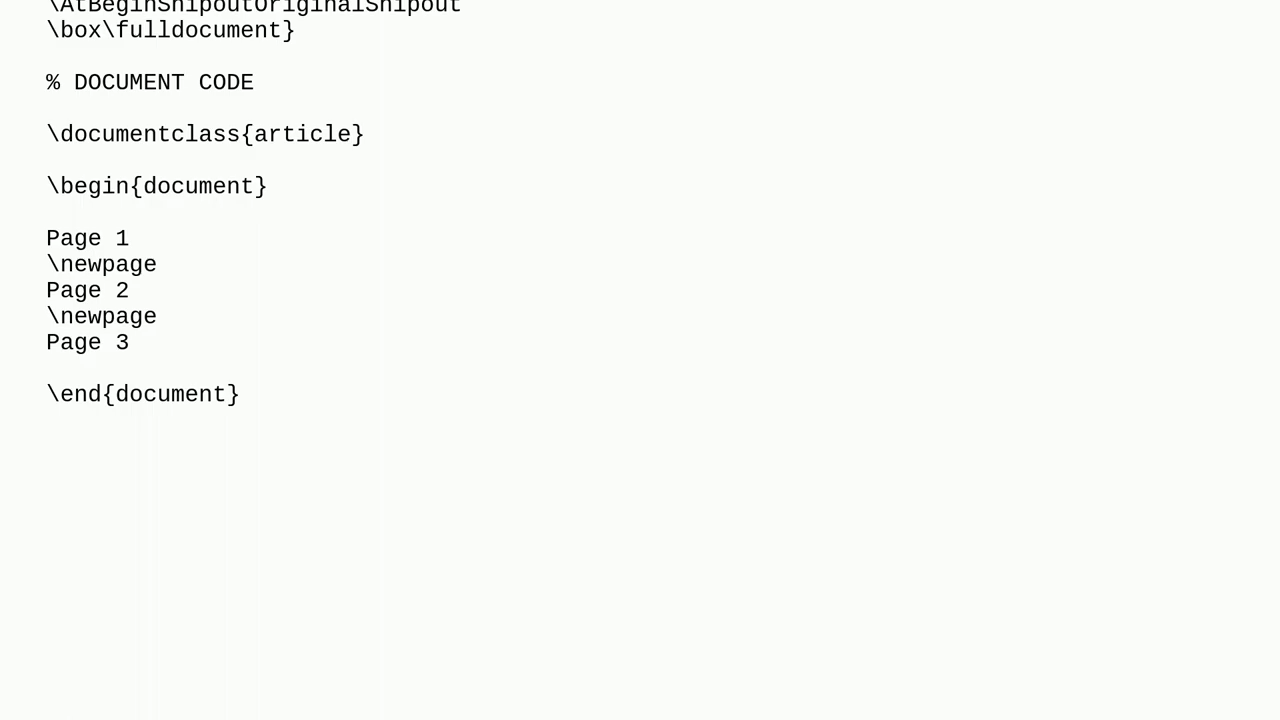 \AtBeginShipoutOriginalShipout
\box\fulldocument}
% DOCUMENT CODE
\documentclass{article}
\begin{document}
Page 1
\newpage
Page 2
\newpage
Page 3
\end{document}